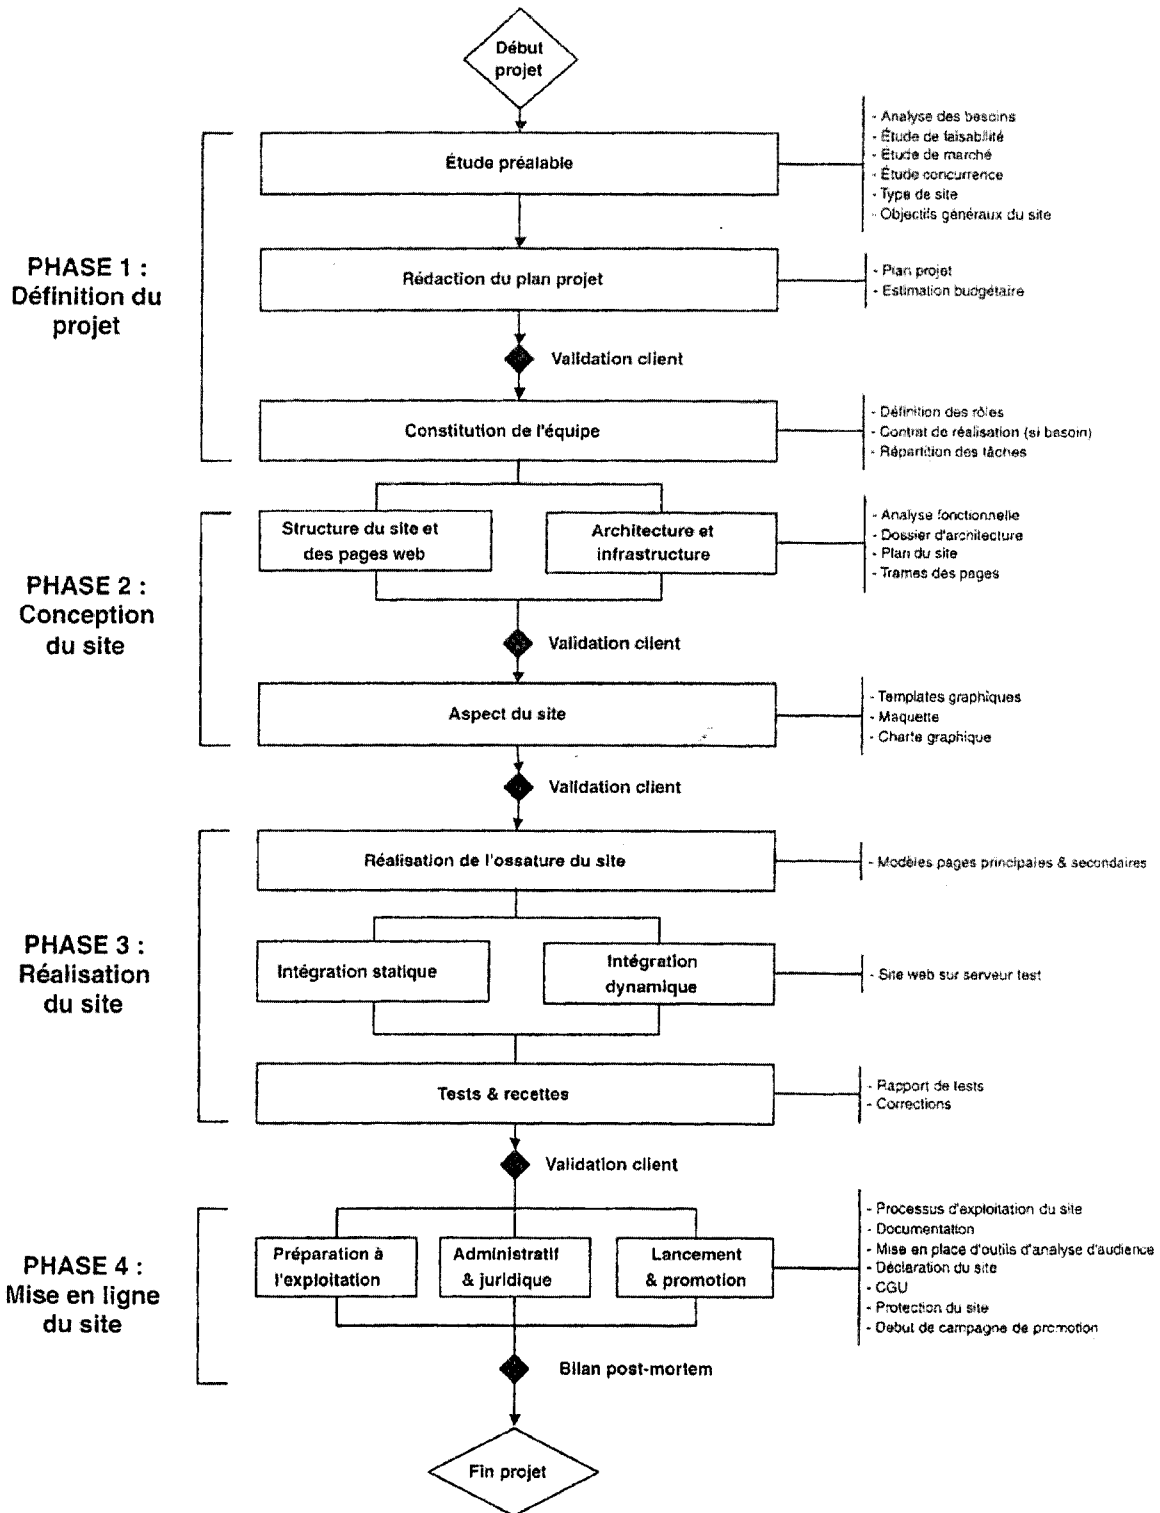 Début
projet
Étude préalable
- Analyse des besoins
- Étude de faisabilité
- Étude de marché
- Étude concurrence
- Type de site
- Objectifs généraux du site
PHASE 1 :
Définition du
projet
Rédaction du plan projet
- Plan projet
- Estimation budgétaire
Validation client
Constitution de l'équipe
- Définition des rôles
- Contrat de réalisation (si besoin)
- Répartition des tâches
PHASE 2 :
Conception
du site
Structure du site et
des pages web
Architecture et
infrastructure
- Analyse fonctionnelle
- Dossier d'architecture
- Plan du site
- Trames des pages
Validation client
Aspect du site
- Templates graphiques
- Maquette
- Charte graphique
Validation client
PHASE 3 :
Réalisation
du site
Réalisation de l'ossature du site
- Modèles pages principales & secondaires
Intégration statique
Intégration
dynamique
- Site web sur serveur test
Tests & recettes
- Rapport de tests
- Corrections
Validation client
PHASE 4 :
Mise en ligne
du site
Préparation à
l'exploitation
Administratif
& juridique
Lancement
& promotion
- Processus d'exploitation du site
- Documentation
- Mise en place d'outils d'analyse d'audience
- Déclaration du site
- CGU
- Protection du site
- Debut de campagne de promotion
Bilan post-mortem
Fin projet